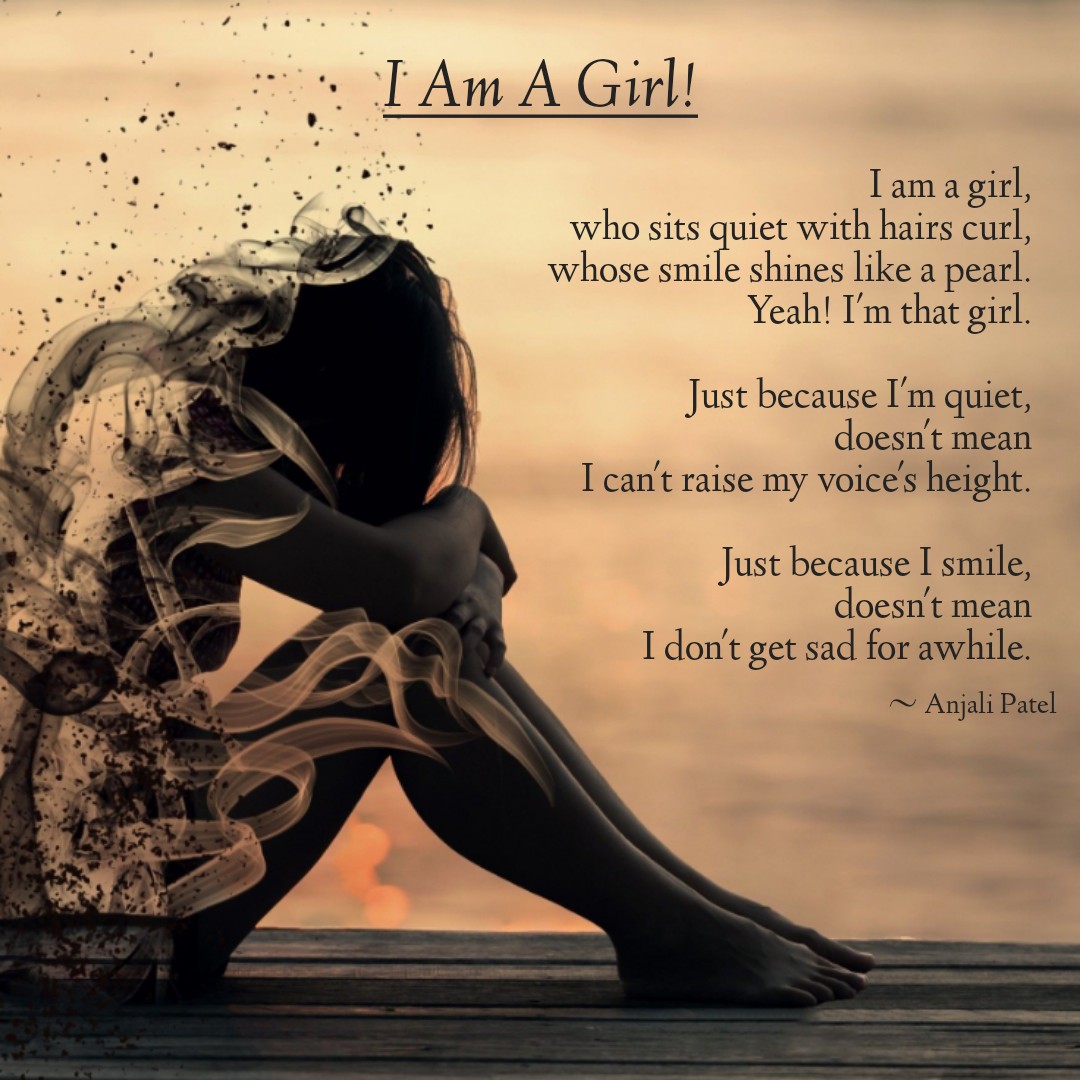 I Am A Girl!
I am a girl,
who sits quiet with hairs curl,
whose smile shines like a pearl.
Yeah! I'm that girl.
Just because I'm quiet,
doesn't mean
I can't raise my voice's height.
Just because I smile,
doesn't mean
I don't get sad for awhile.
~ Anjali Patel